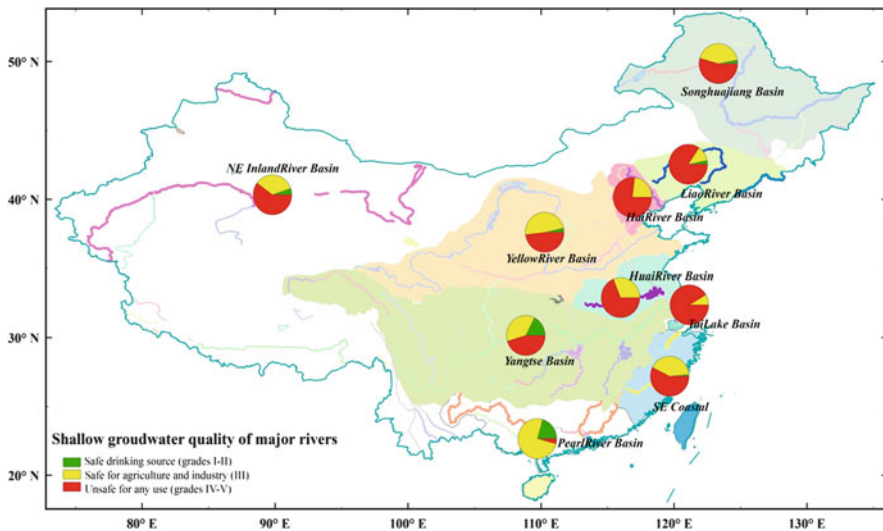 50° N
40° N
30° N
20° N
Songhuajiang Basin
NE InlandRiver Basin
LiaoRiver Basin
HaiRiver Basin
YellowRiver Basin
HuaiRiver Basin
TaiLake Basin
Yangtse Basin
SE Coastal
PearlRiver Basin
Shallow groudwater quality of major rivers
Safe drinking source (grades I-II)
Safe for agriculture and industry (III)
Unsafe for any use (grades IV-V)
80° E
90° E
100° E
110° E
120° E
130° E